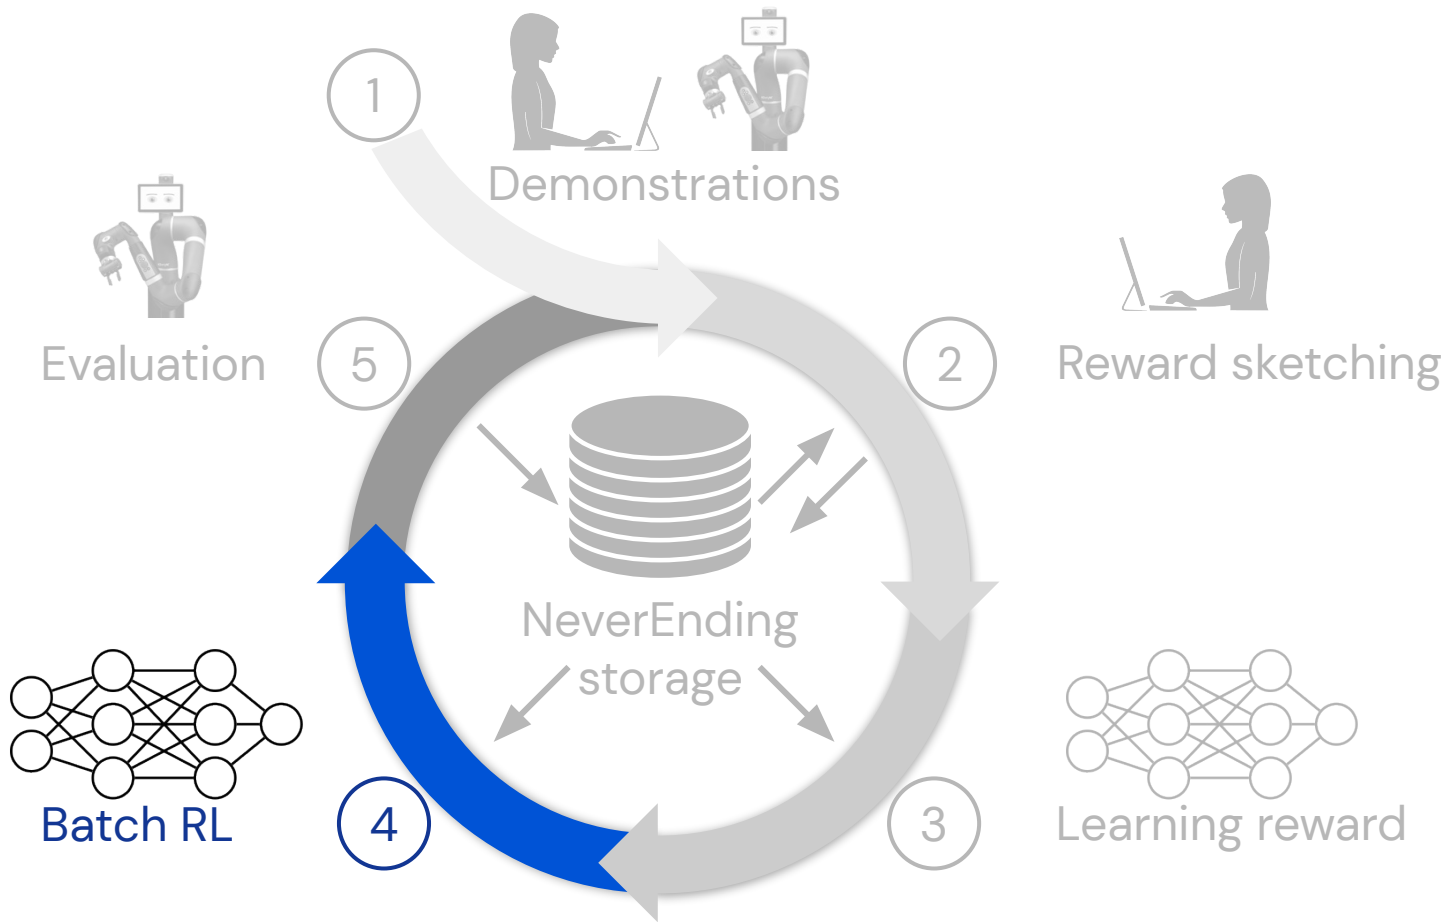 1
Demonstrations
2
Reward sketching
3
Learning reward
4
Batch RL
5
Evaluation
NeverEnding
storage